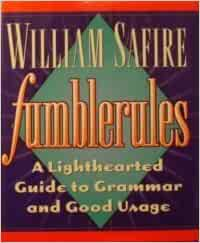 WILLIAM SAFIRE
fumblerules
A Lighthearted
Guide to Grammar
and Good Usage